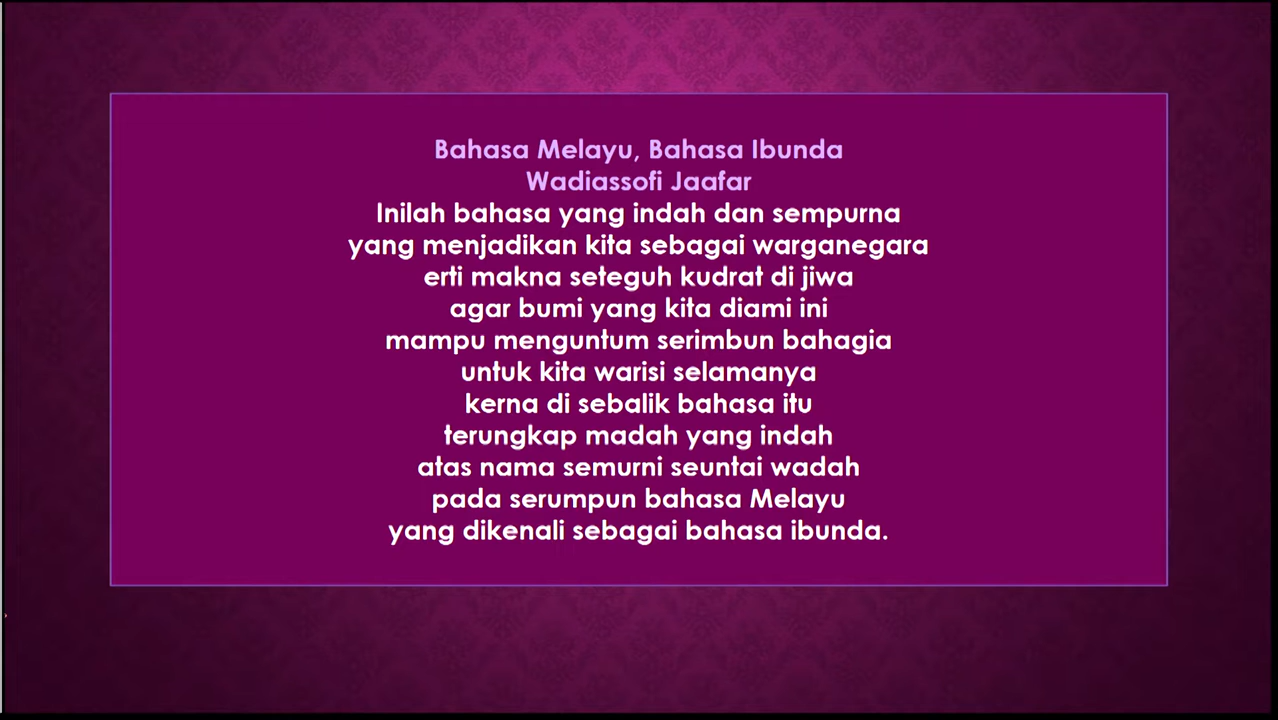 Bahasa Melayu, Bahasa Ibunda
Wadiassofi Jaafar
Inilah bahasa yang indah dan sempurna
yang menjadikan kita sebagai warganegara
erti makna seteguh kudrat di jiwa
agar bumi yang kita diami ini
mampu menguntum serimbun bahagia
untuk kita warisi selamanya
kerna di sebalik bahasa itu
terungkap madah yang indah
atas nama semurni seuntai wadah
pada serumpun bahasa Melayu
yang dikenali sebagai bahasa ibunda.